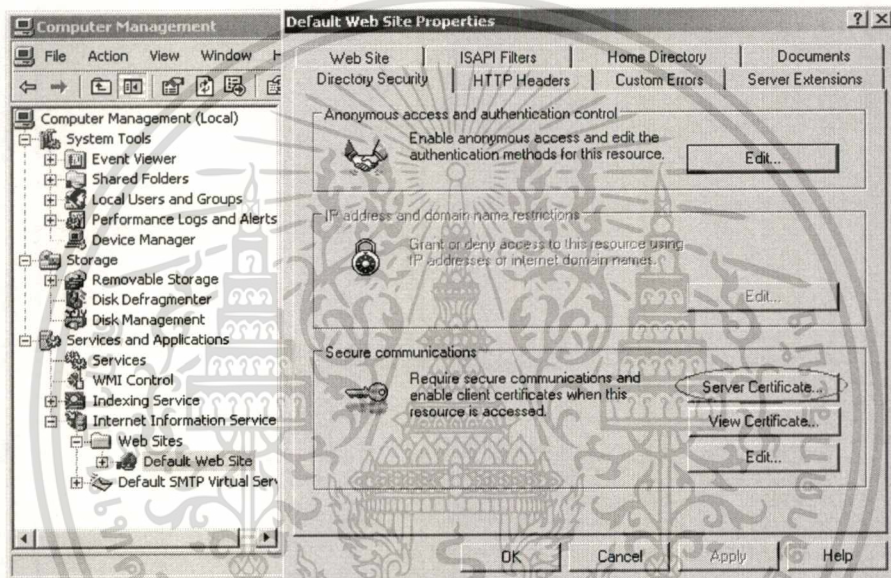 Computer Management
File Action View Window H
Computer Management (Local)
System Tools
Event Viewer
Shared Folders
Local Users and Groups
Performance Logs and Alerts
Device Manager
Storage
Removable Storage
Disk Defragmenter
Disk Management
Services and Applications
Services
WMI Control
Indexing Service
Internet Information Service
Web Sites
Default Web Site
Default SMTP Virtual Serv
Default Web Site Properties
Web Site ISAPI Filters Home Directory Documents
Directory Security HTTP Headers Custom Errors Server Extensions
Anonymous access and authentication control
Enable anonymous access and edit the
authentication methods for this resource.
Edit...
IP address and domain name restrictions
Grant or deny access to this resource using
IP addresses or internet domain names.
Edit...
Secure communications
Require secure communications and
enable client certificates when this
resource is accessed.
Server Certificate...
View Certificate...
Edit...
OK Cancel Apply Help